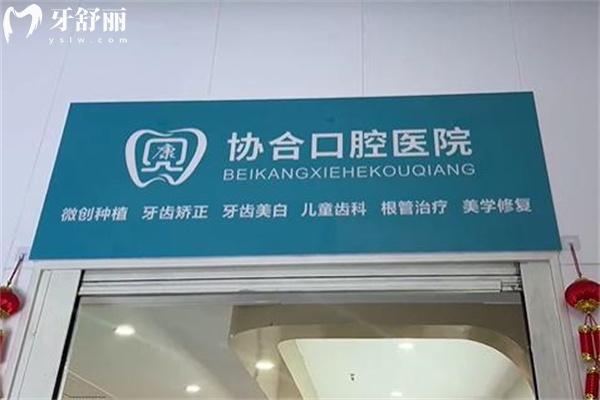 牙舒丽
yslw.com
康
协合口腔医院
BEIKANGXIEHEKOUQIANG
微创种植 牙齿矫正 牙齿美白 儿童齿科 根管治疗 美学修复